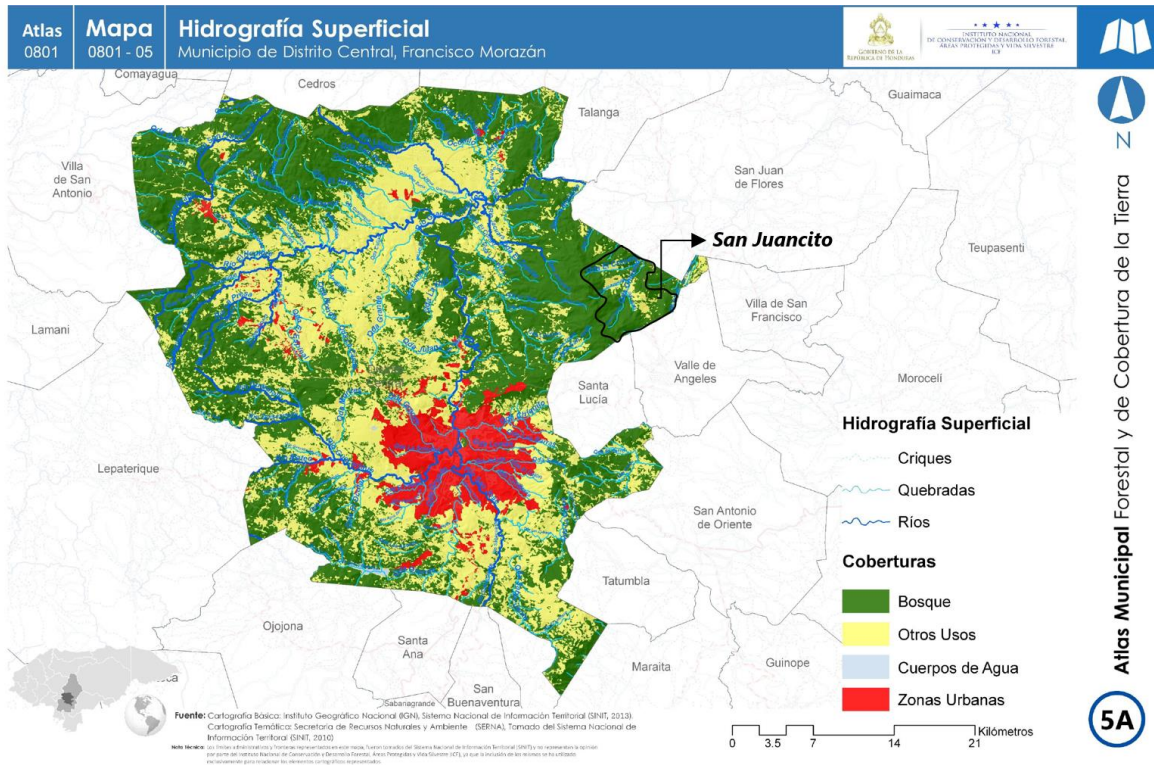 Atlas
0801
Mapa
0801 - 05
Hidrografía Superficial
Municipio de Distrito Central, Francisco Morazán
GOBIERNO DE LA
REPÚBLICA DE HONDURAS
INSTITUTO NACIONAL
DE CONSERVACIÓN Y DESARROLLO FORESTAL,
ÁREAS PROTEGIDAS Y VIDA SILVESTRE
ICF
N
Atlas Municipal Forestal y de Cobertura de la Tierra
5A
Comayagua
Cedros
Talanga
Guaimaca
Villa
de San
Antonio
San Juan
de Flores
Teupasenti
San Juancito
Villa de San
Francisco
Lamani
Valle de
Angeles
Moroceli
Santa
Lucía
Lepaterique
San Antonio
de Oriente
Tatumbla
Ojojona
Santa
Ana
Maraita
Guinope
San
Buenaventura
Sabanagrande
Hidrografía Superficial
Criques
Quebradas
Ríos
Coberturas
Bosque
Otros Usos
Cuerpos de Agua
Zonas Urbanas
0 3.5 7 14 21
Kilómetros
Fuente: Cartografía Básica: Instituto Geográfico Nacional (IGN), Sistema Nacional de Información Territorial (SINIT, 2013).
Cartografía Temática: Secretaría de Recursos Naturales y Ambiente (SERNA), Tomado del Sistema Nacional de
Información Territorial (SINIT, 2010)